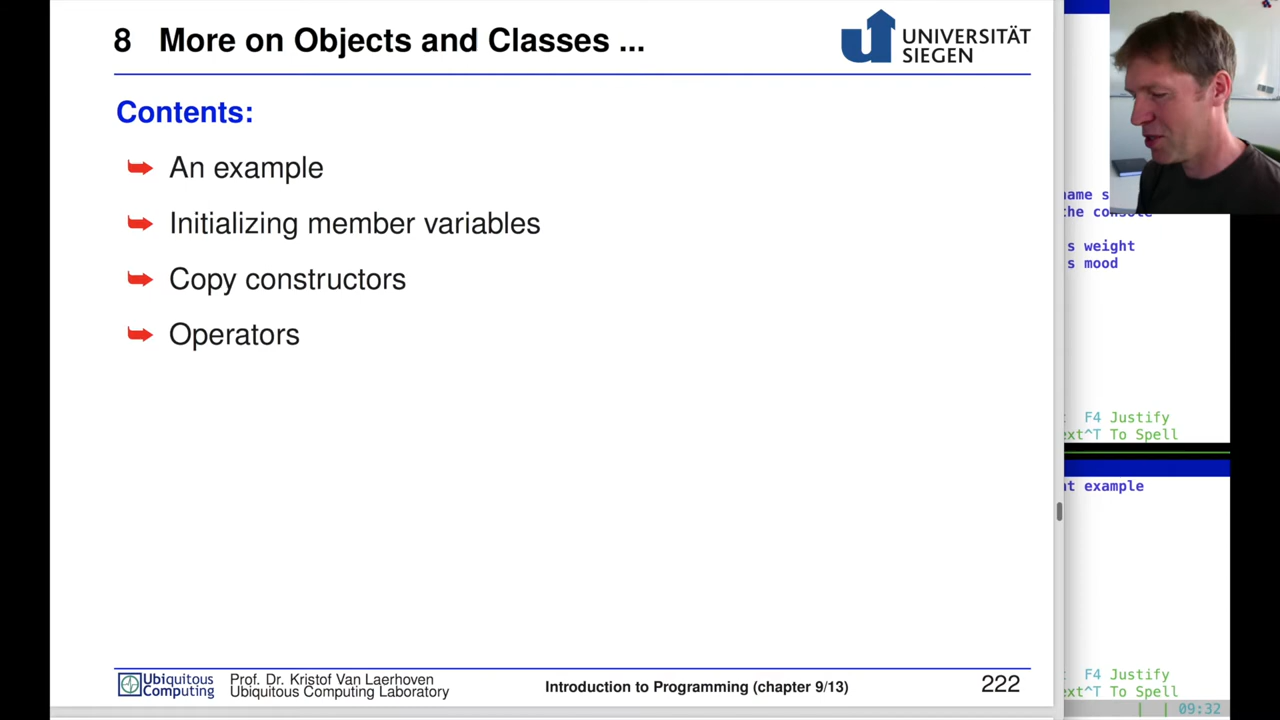 8 More on Objects and Classes ...
UNIVERSITÄT
SIEGEN
Contents:
An example
Initializing member variables
Copy constructors
Operators
Ubiquitous
Computing
Prof. Dr. Kristof Van Laerhoven
Ubiquitous Computing Laboratory
Introduction to Programming (chapter 9/13)
222
s weight
s mood
F4 Justify
^T To Spell
example
F4 Justify
^T To Spell
09:32